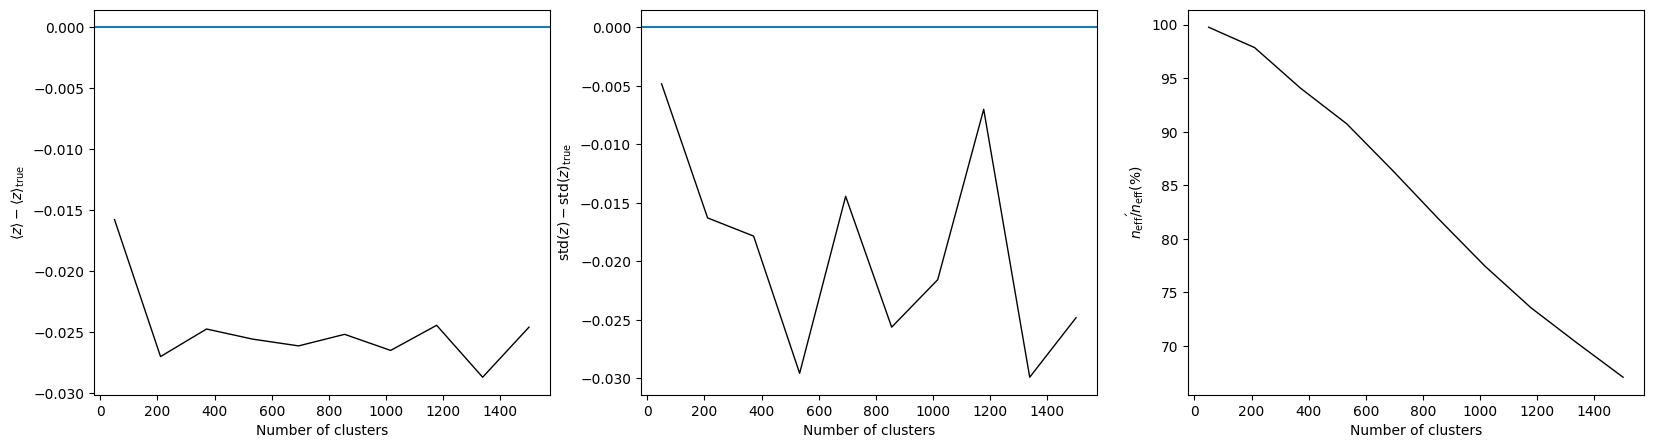 0.000
−0.005
−0.010
−0.015
−0.020
−0.025
−0.030
⟨z⟩ − ⟨z⟩true
0 200 400 600 800 1000 1200 1400
Number of clusters
0.000
−0.005
−0.010
−0.015
−0.020
−0.025
−0.030
std(z) − std(z)true
0 200 400 600 800 1000 1200 1400
Number of clusters
100
95
90
85
80
75
70
n′eff/neff(%)
0 200 400 600 800 1000 1200 1400
Number of clusters